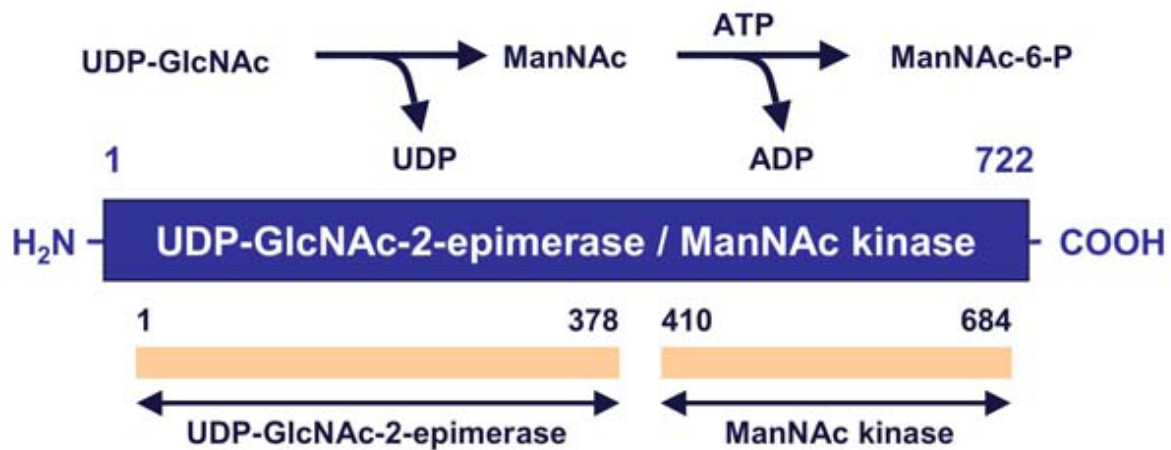 ATP
UDP-GlcNAc ManNAc ManNAc-6-P
UDP ADP
1 722
H₂N UDP-GlcNAc-2-epimerase / ManNAc kinase COOH
1 378 410 684
UDP-GlcNAc-2-epimerase ManNAc kinase